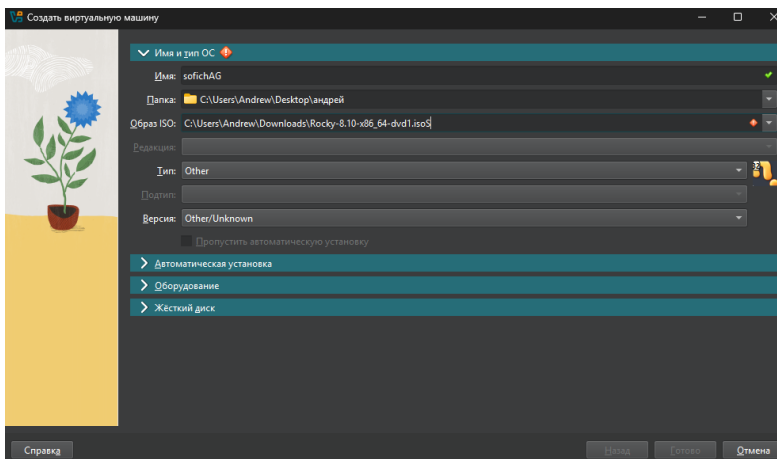 Создать виртуальную машину
Имя и тип ОС
Имя: sofichAG
Папка: C:\Users\Andrew\Desktop\андрей
Образ ISO: C:\Users\Andrew\Downloads\Rocky-8.10-x86_64-dvd1.isoS
Редакция:
Тип: Other
Подтип:
Версия: Other/Unknown
Пропустить автоматическую установку
Автоматическая установка
Оборудование
Жёсткий диск
Справка Назад Готово Отмена